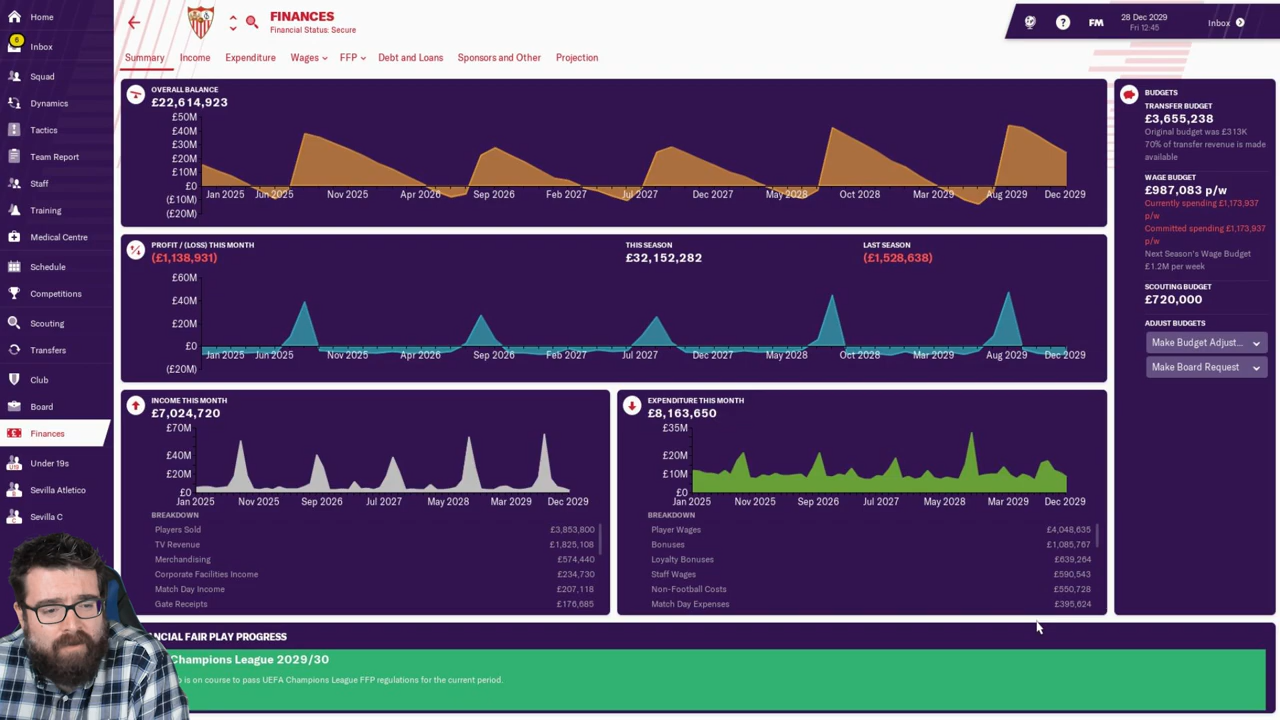 Home
6
Inbox
Squad
Dynamics
Tactics
Team Report
Staff
Training
Medical Centre
Schedule
Competitions
Scouting
Transfers
Club
Board
Finances
U19
Under 19s
Sevilla Atletico
C
Sevilla C
FINANCES
Financial Status: Secure
FM
28 Dec 2029
Fri 12:45
Inbox
Summary
Income
Expenditure
Wages
FFP
Debt and Loans
Sponsors and Other
Projection
OVERALL BALANCE
£22,614,923
£50M
£40M
£30M
£20M
£10M
£0
(£10M)
(£20M)
Jan 2025 Jun 2025 Nov 2025 Apr 2026 Sep 2026 Feb 2027 Jul 2027 Dec 2027 May 2028 Oct 2028 Mar 2029 Aug 2029 Dec 2029
PROFIT / (LOSS) THIS MONTH
(£1,138,931)
THIS SEASON
£32,152,282
LAST SEASON
(£1,528,638)
£60M
£40M
£20M
£0
(£20M)
Jan 2025 Jun 2025 Nov 2025 Apr 2026 Sep 2026 Feb 2027 Jul 2027 Dec 2027 May 2028 Oct 2028 Mar 2029 Aug 2029 Dec 2029
INCOME THIS MONTH
£7,024,720
£70M
£40M
£20M
£0
Jan 2025 Nov 2025 Sep 2026 Jul 2027 May 2028 Mar 2029 Dec 2029
BREAKDOWN
Players Sold £3,853,800
TV Revenue £1,825,108
Merchandising £574,440
Corporate Facilities Income £234,730
Match Day Income £207,118
Gate Receipts £176,685
EXPENDITURE THIS MONTH
£8,163,650
£35M
£20M
£10M
£0
Jan 2025 Nov 2025 Sep 2026 Jul 2027 May 2028 Mar 2029 Dec 2029
BREAKDOWN
Player Wages £4,048,635
Bonuses £1,085,767
Loyalty Bonuses £639,264
Staff Wages £590,543
Non-Football Costs £550,728
Match Day Expenses £395,624
BUDGETS
TRANSFER BUDGET
£3,655,238
Original budget was £313K
70% of transfer revenue is made
available
WAGE BUDGET
£987,083 p/w
Currently spending £1,173,937
p/w
Committed spending £1,173,937
p/w
Next Season's Wage Budget
£1.2M per week
SCOUTING BUDGET
£720,000
ADJUST BUDGETS
Make Budget Adjust...
Make Board Request
NCIAL FAIR PLAY PROGRESS
Champions League 2029/30
is on course to pass UEFA Champions League FFP regulations for the current period.